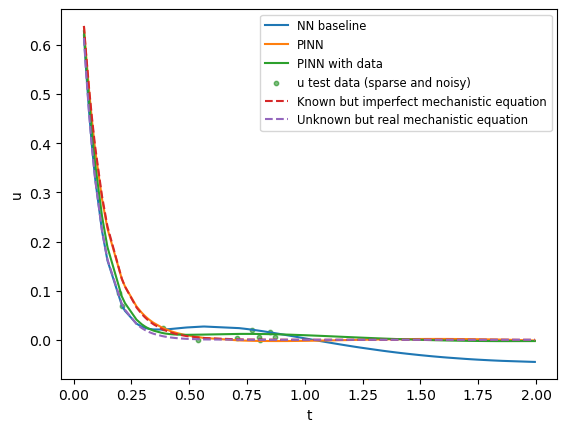 NN baseline
PINN
PINN with data
u test data (sparse and noisy)
Known but imperfect mechanistic equation
Unknown but real mechanistic equation
0.6
0.5
0.4
0.3
0.2
0.1
0.0
u
0.00 0.25 0.50 0.75 1.00 1.25 1.50 1.75 2.00
t